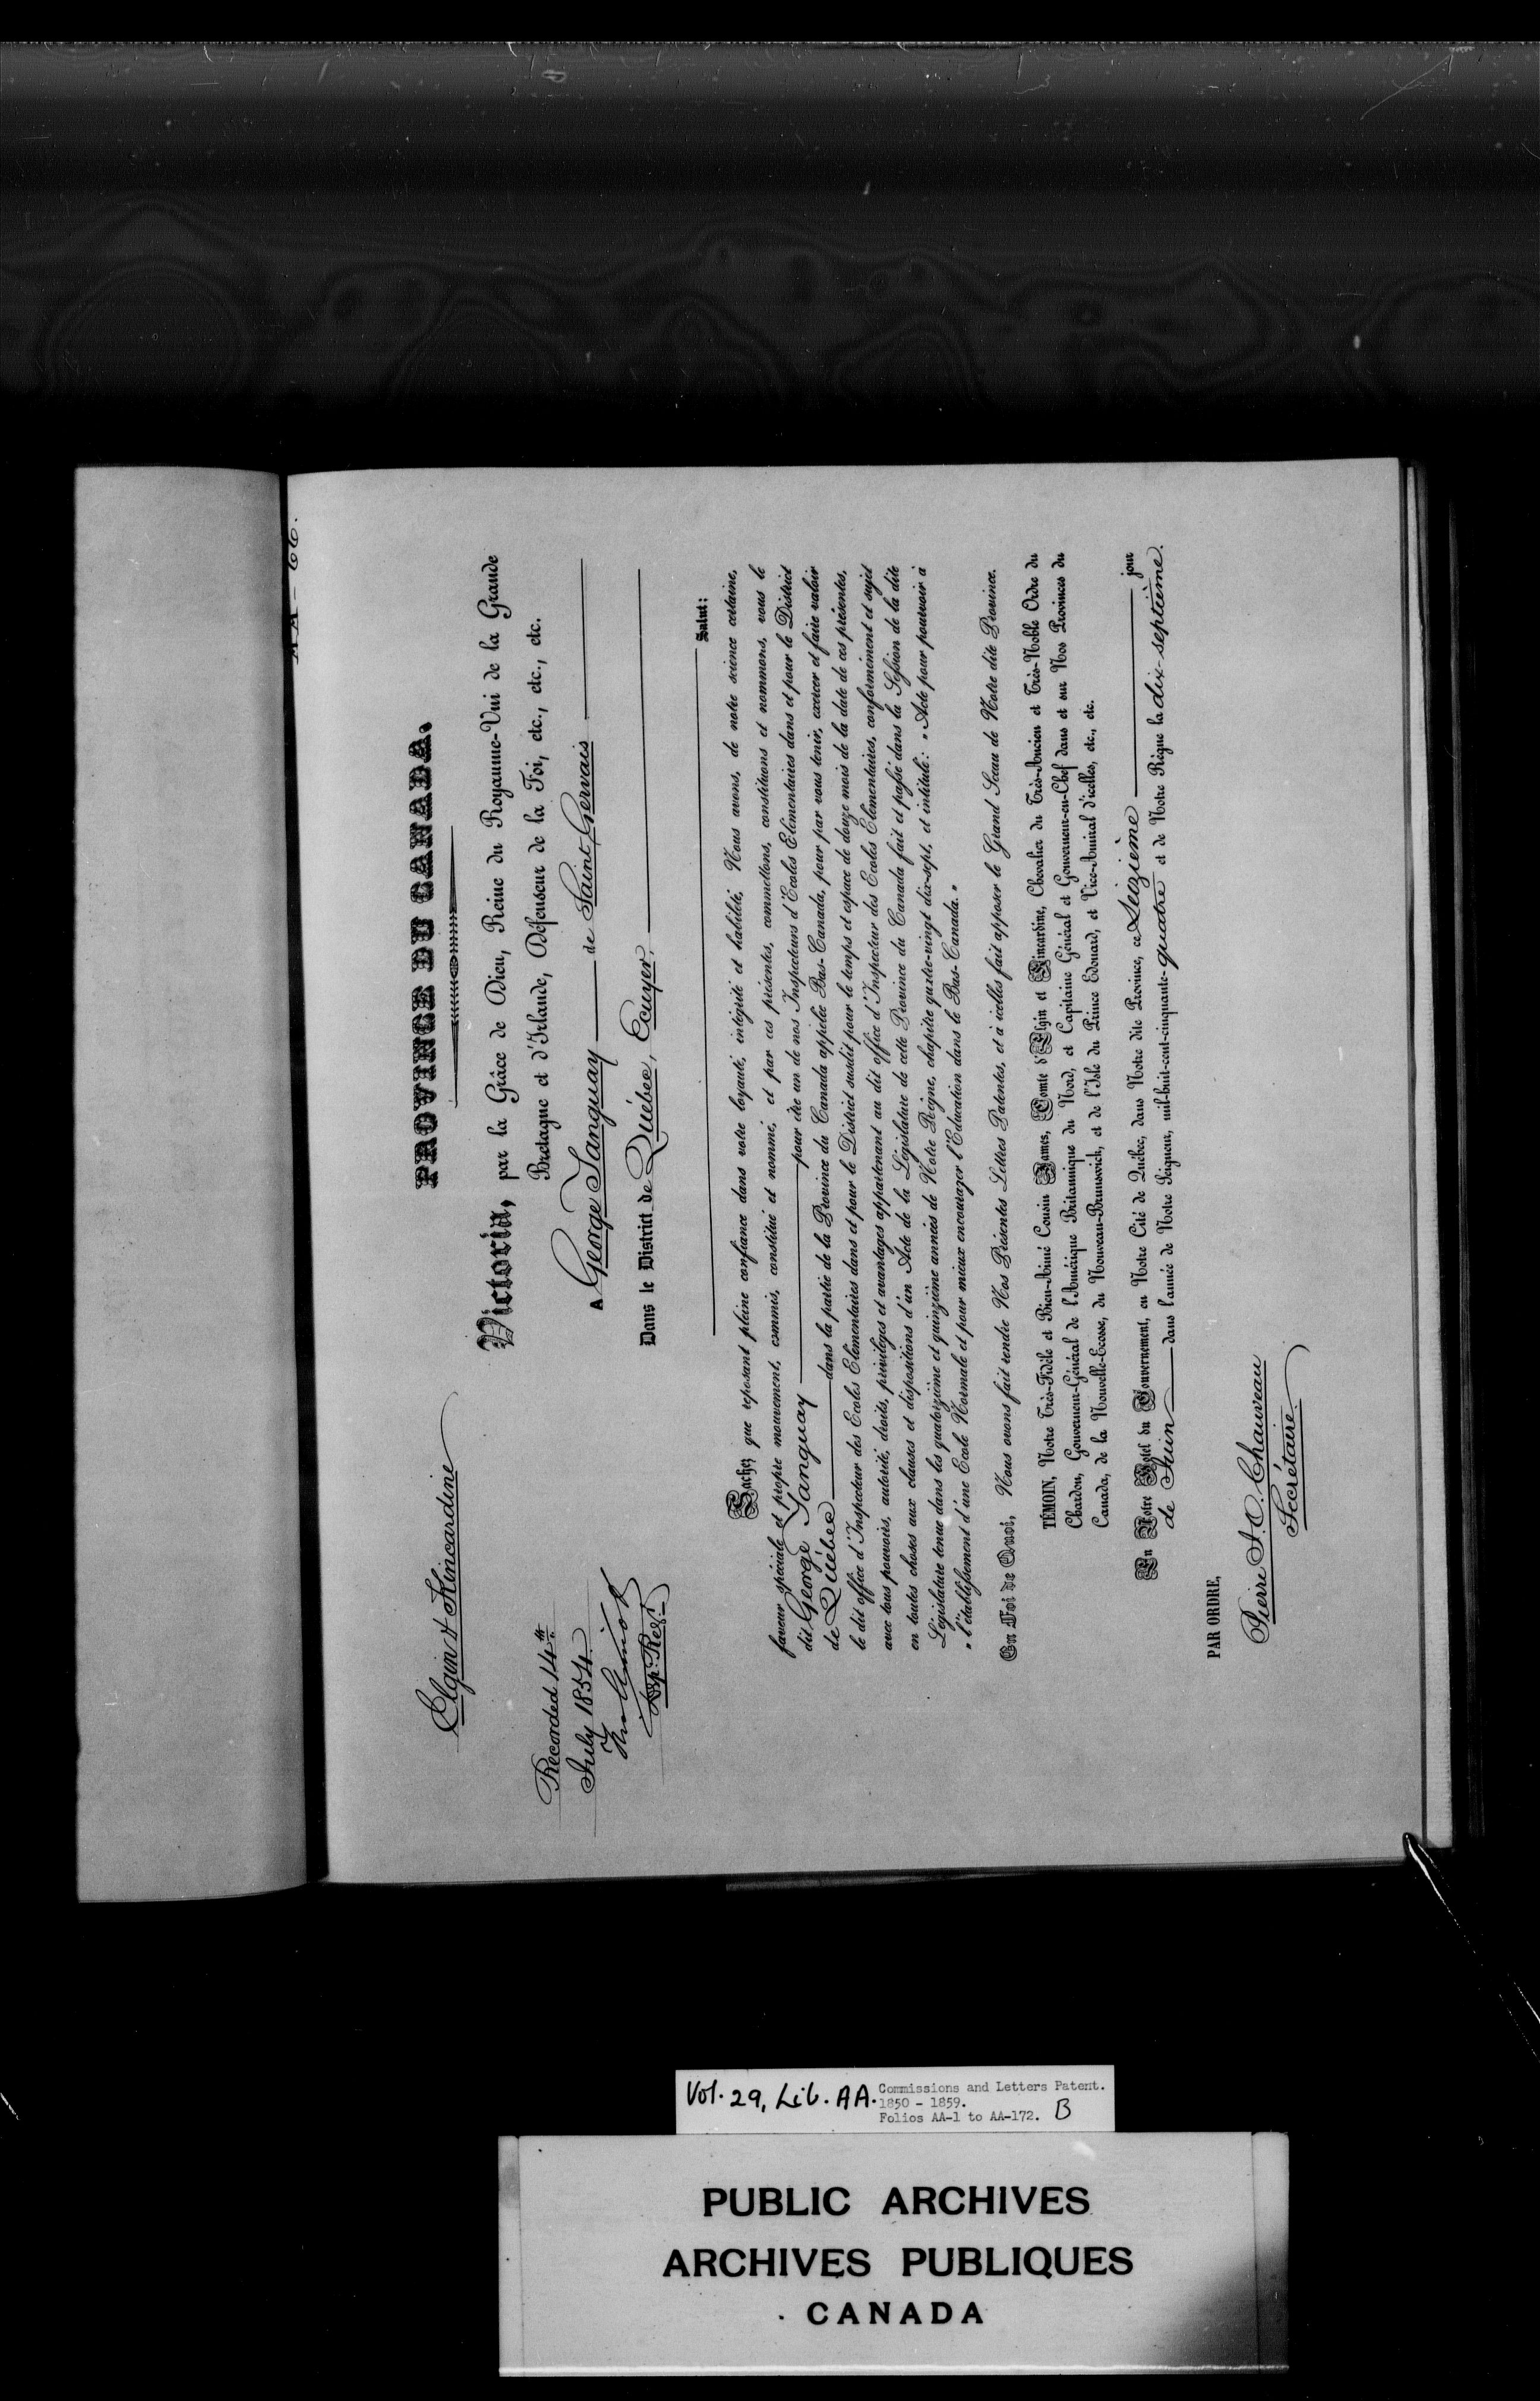 AA-66.
Elgin & Kincardine
PROVINCE DU CANADA.
Victoria, par la Grâce de Dieu, Reine du Royaume-Uni de la Grande
Bretagne et d'Irlande, Défenseur de la Foi, etc., etc., etc., etc.
Recorded 14th
July 1854.
Dep. Regr
A George Tanguay de Saint Gervais
Dans le District de Québec, Ecuyer,
Salut:
Sachez que reposant pleine confiance dans votre loyauté, intégrité et habilité, Nous avons, de notre science certaine,
faveur spéciale et propre mouvement, commis, constitué et nommé, et par ces présentes, commettons, constituons et nommons, vous le
dit George Tanguay pour être un de nos Inspecteurs d'Ecoles Elémentaires dans et pour le District
de Québec dans la partie de la Province du Canada appelée Bas-Canada, pour par vous tenir, exercer et faire valoir
le dit office d'Inspecteur des Ecoles Elémentaires dans et pour le District susdit pour le temps et espace de douze mois de la date de ces présentes,
avec tous pouvoirs, autorité, droits, privilèges et avantages appartenant au dit office d'Inspecteur des Ecoles Elémentaires, conformément et sujet
en toutes choses aux clauses et dispositions d'un Acte de la Législature de cette Province du Canada fait et passé dans la Session de la dite
Législature tenue dans les quatorzième et quinzième années de Notre Règne, chapitre quatre-vingt dix-sept, et intitulé: « Acte pour pourvoir à
« l'établissement d'une Ecole Normale et pour mieux encourager l'Education dans le Bas-Canada. »
En Foi de Quoi, Nous avons fait rendre Nos Présentes Lettres Patentes, et à icelles fait apposer le Grand Sceau de Notre dite Province.
TÉMOIN, Notre Très-Fidèle et Bien-Aimé Cousin James, Comte d'Elgin et Kincardine, Chevalier du Très-Ancien et Très-Noble Ordre du
Chardon, Gouverneur-Général de l'Amérique Britannique du Nord, et Capitaine Général et Gouverneur-en-Chef dans et sur Nos Provinces du
Canada, de la Nouvelle-Ecosse, du Nouveau-Brunswick, et de l'Isle du Prince Edouard, et Vice-Amiral d'icelles, etc., etc.
En Notre Hotel du Gouvernement, en Notre Cité de Québec, dans Notre dite Province, ce Seizième jour
de Juin dans l'année de Notre Seigneur, mil-huit-cent-cinquante-quatre et de Notre Règne la dix-septième.
PAR ORDRE,
Pierre J. O. Chauveau
Secrétaire
Vol. 29, Lib. AA. Commissions and Letters Patent.
1850 - 1859.
Folios AA-1 to AA-172. B
PUBLIC ARCHIVES
ARCHIVES PUBLIQUES
CANADA